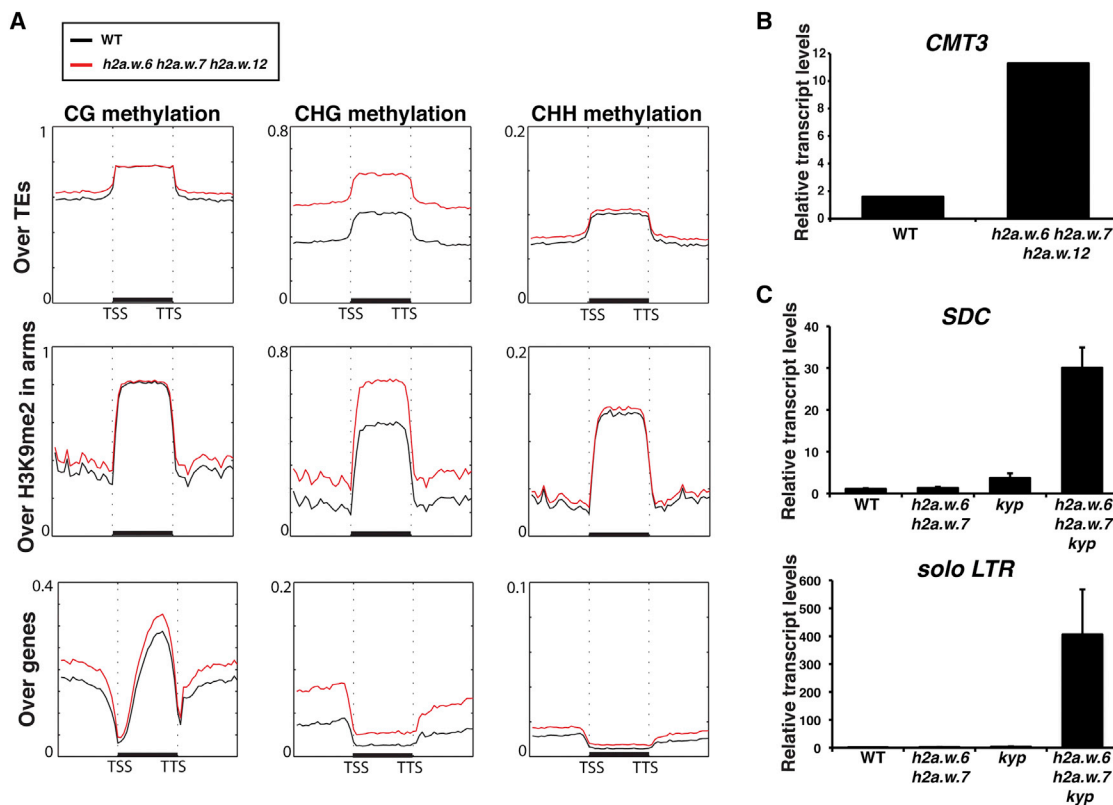 A
WT
h2a.w.6 h2a.w.7 h2a.w.12
CG methylation
CHG methylation
CHH methylation
Over TEs
1
0
TSS
TTS
0.8
0
TSS
TTS
0.2
0
TSS
TTS
Over H3K9me2 in arms
1
0
0.8
0
0.2
0
Over genes
0.4
0
TSS
TTS
0.2
0
TSS
TTS
0.1
0
TSS
TTS
B
CMT3
Relative transcript levels
12
10
8
6
4
2
0
WT
h2a.w.6 h2a.w.7
h2a.w.12
C
SDC
Relative transcript levels
40
30
20
10
0
WT
h2a.w.6
h2a.w.7
kyp
h2a.w.6
h2a.w.7
kyp
solo LTR
Relative transcript levels
600
500
400
300
200
100
0
WT
h2a.w.6
h2a.w.7
kyp
h2a.w.6
h2a.w.7
kyp